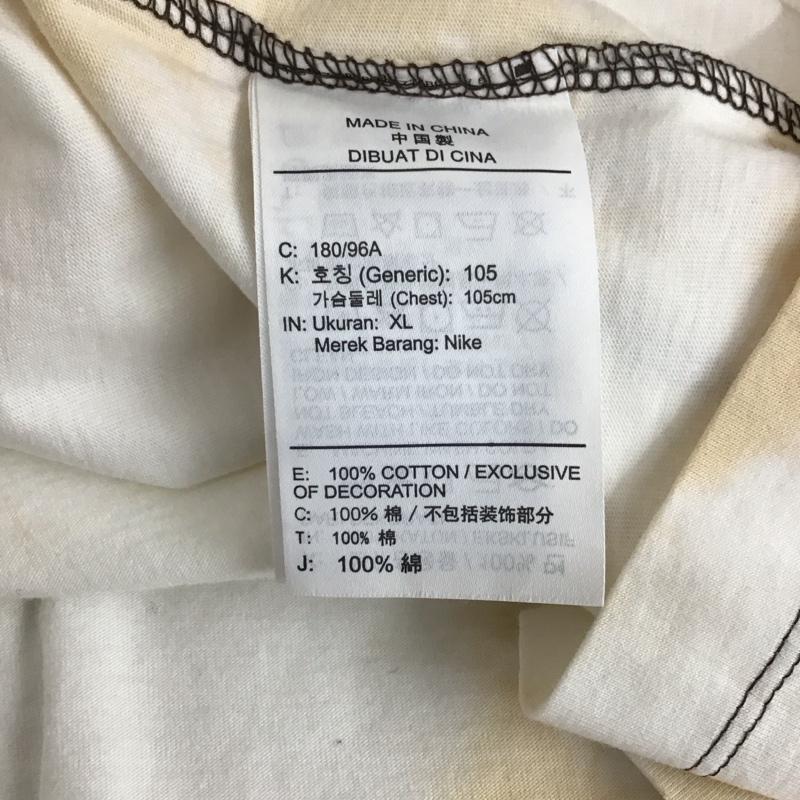 MADE IN CHINA
中国製
DIBUAT DI CINA
C: 180/96A
K: 호칭 (Generic): 105
가슴둘레 (Chest): 105cm
IN: Ukuran: XL
Merek Barang: Nike
E: 100% COTTON / EXCLUSIVE
OF DECORATION
C: 100% 棉 / 不包括装饰部分
T: 100% 棉
J: 100% 綿